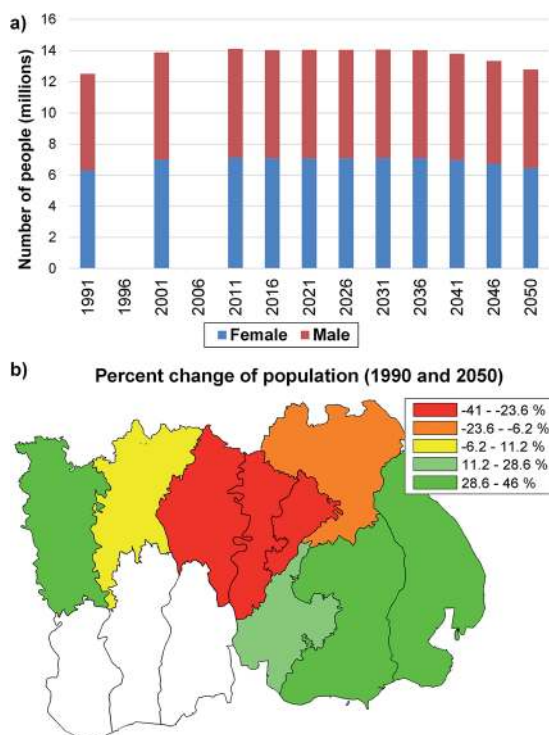 a)
16
14
12
10
8
6
4
2
0
Number of people (millions)
1991
1996
2001
2006
2011
2016
2021
2026
2031
2036
2041
2046
2050
Female
Male
b)
Percent change of population (1990 and 2050)
-41 - -23.6 %
-23.6 - -6.2 %
-6.2 - 11.2 %
11.2 - 28.6 %
28.6 - 46 %